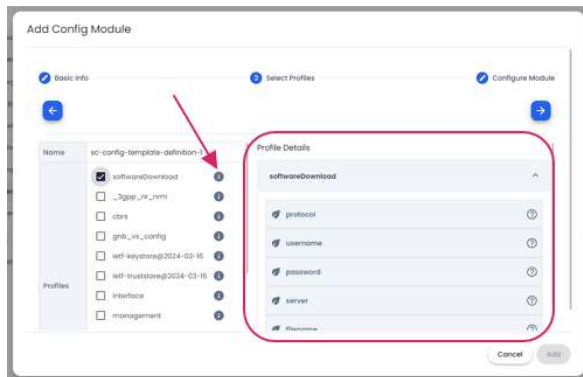 Add Config Module
Basic Info
2 Select Profiles
Configure Module
Name sc-config-template-definition-1
Profiles
softwareDownload
_3gpp_nr_nrm
cbrs
gnb_vs_config
ietf-keystore@2024-03-16
ietf-truststore@2024-03-16
interface
management
Profile Details
softwareDownload
protocol
username
password
server
filename
Cancel Add